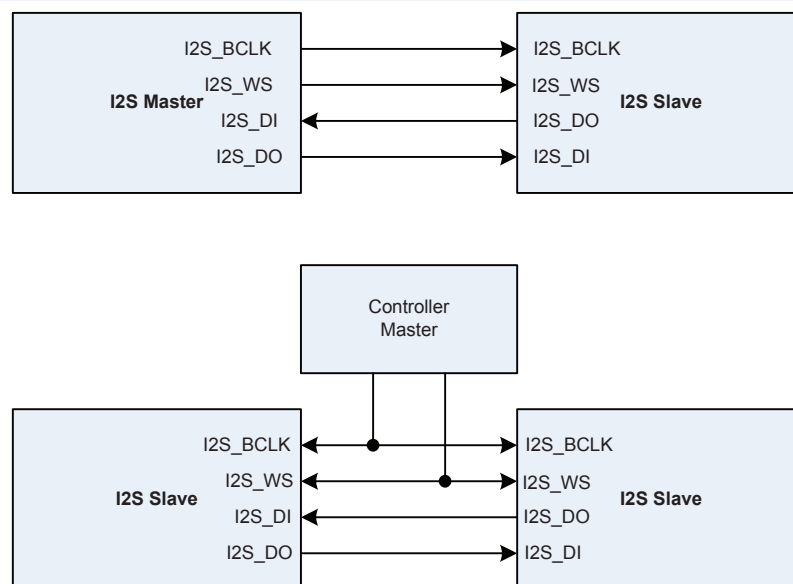 I2S_BCLK
I2S_WS
I2S Master
I2S_DI
I2S_DO
I2S_BCLK
I2S_WS
I2S Slave
I2S_DO
I2S_DI
Controller
Master
I2S_BCLK
I2S_WS
I2S Slave
I2S_DI
I2S_DO
I2S_BCLK
I2S_WS
I2S Slave
I2S_DO
I2S_DI